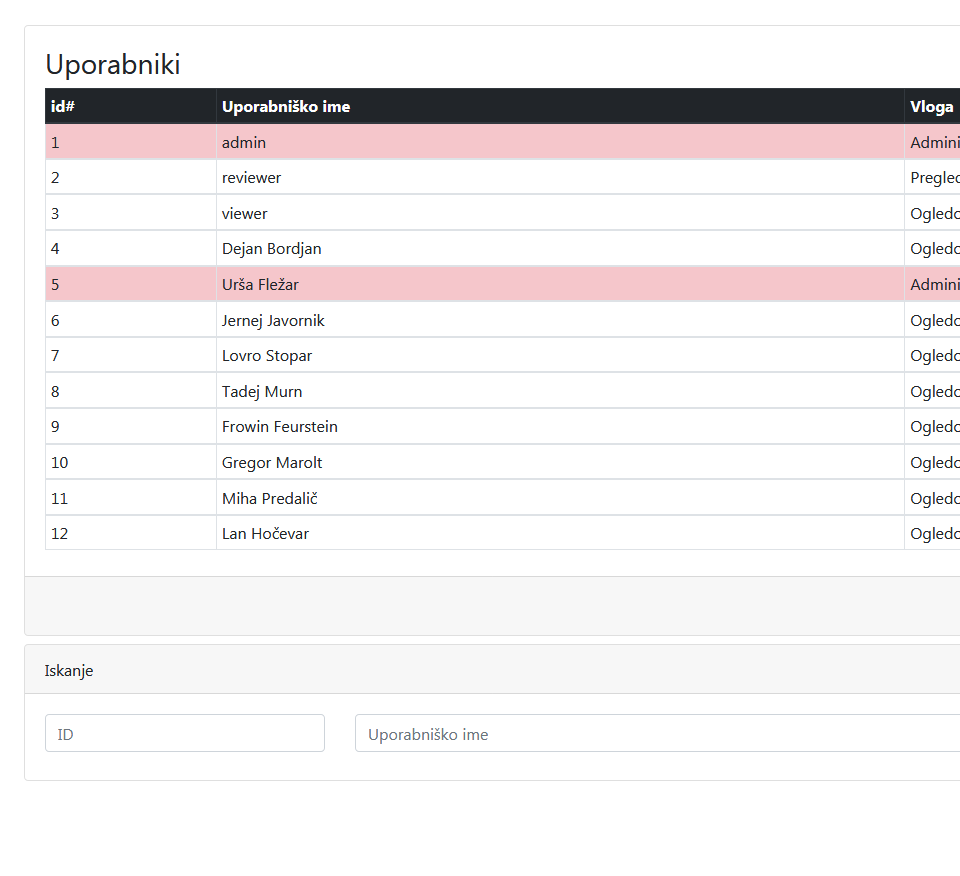 Uporabniki
id# Uporabniško ime Vloga
1 admin Admini
2 reviewer Pregled
3 viewer Ogledo
4 Dejan Bordjan Ogledo
5 Urša Fležar Admini
6 Jernej Javornik Ogledo
7 Lovro Stopar Ogledo
8 Tadej Murn Ogledo
9 Frowin Feurstein Ogledo
10 Gregor Marolt Ogledo
11 Miha Predalič Ogledo
12 Lan Hočevar Ogledo
Iskanje
ID Uporabniško ime